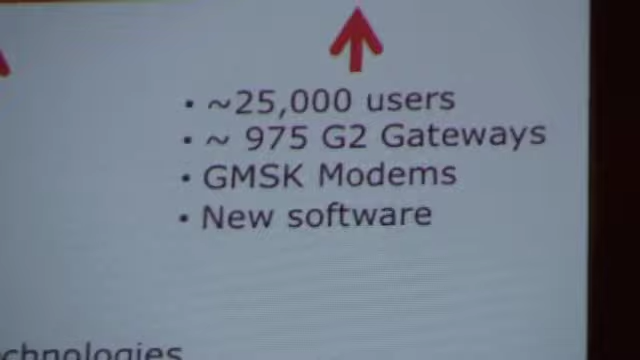 • ~25,000 users
• ~ 975 G2 Gateways
• GMSK Modems
• New software
chnologies